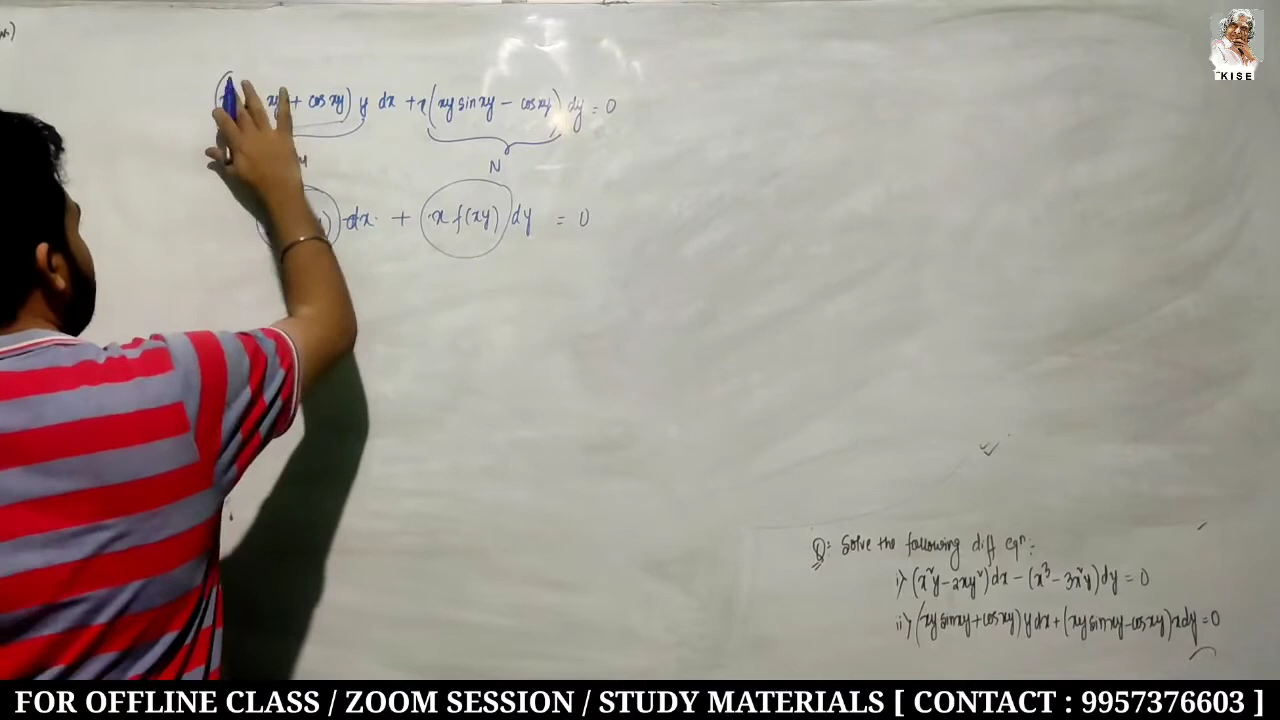 xy + cos xy) y dx + x (xy sin xy - cos xy) dy = 0
N
dx + x f(xy) dy = 0
Q: Solve the following diff eqn:
i) (x²y - 2xy²) dx - (x³ - 3x²y) dy = 0
ii) (xy sin xy + cos xy) y dx + (xy sin xy - cos xy) x dy = 0
KISE
FOR OFFLINE CLASS / ZOOM SESSION / STUDY MATERIALS [ CONTACT : 9957376603 ]